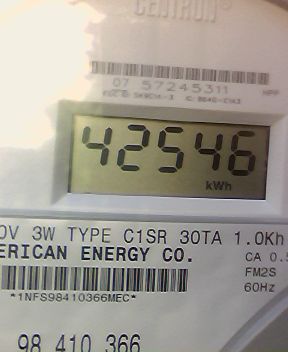 CENTRON®
07 57245311
42546
kWh
0V 3W TYPE C1SR 30TA 1.0Kh
ERICAN ENERGY CO.
CA 0.5
FM2S
*1NFS98410366MEC*
60Hz
98 410 366